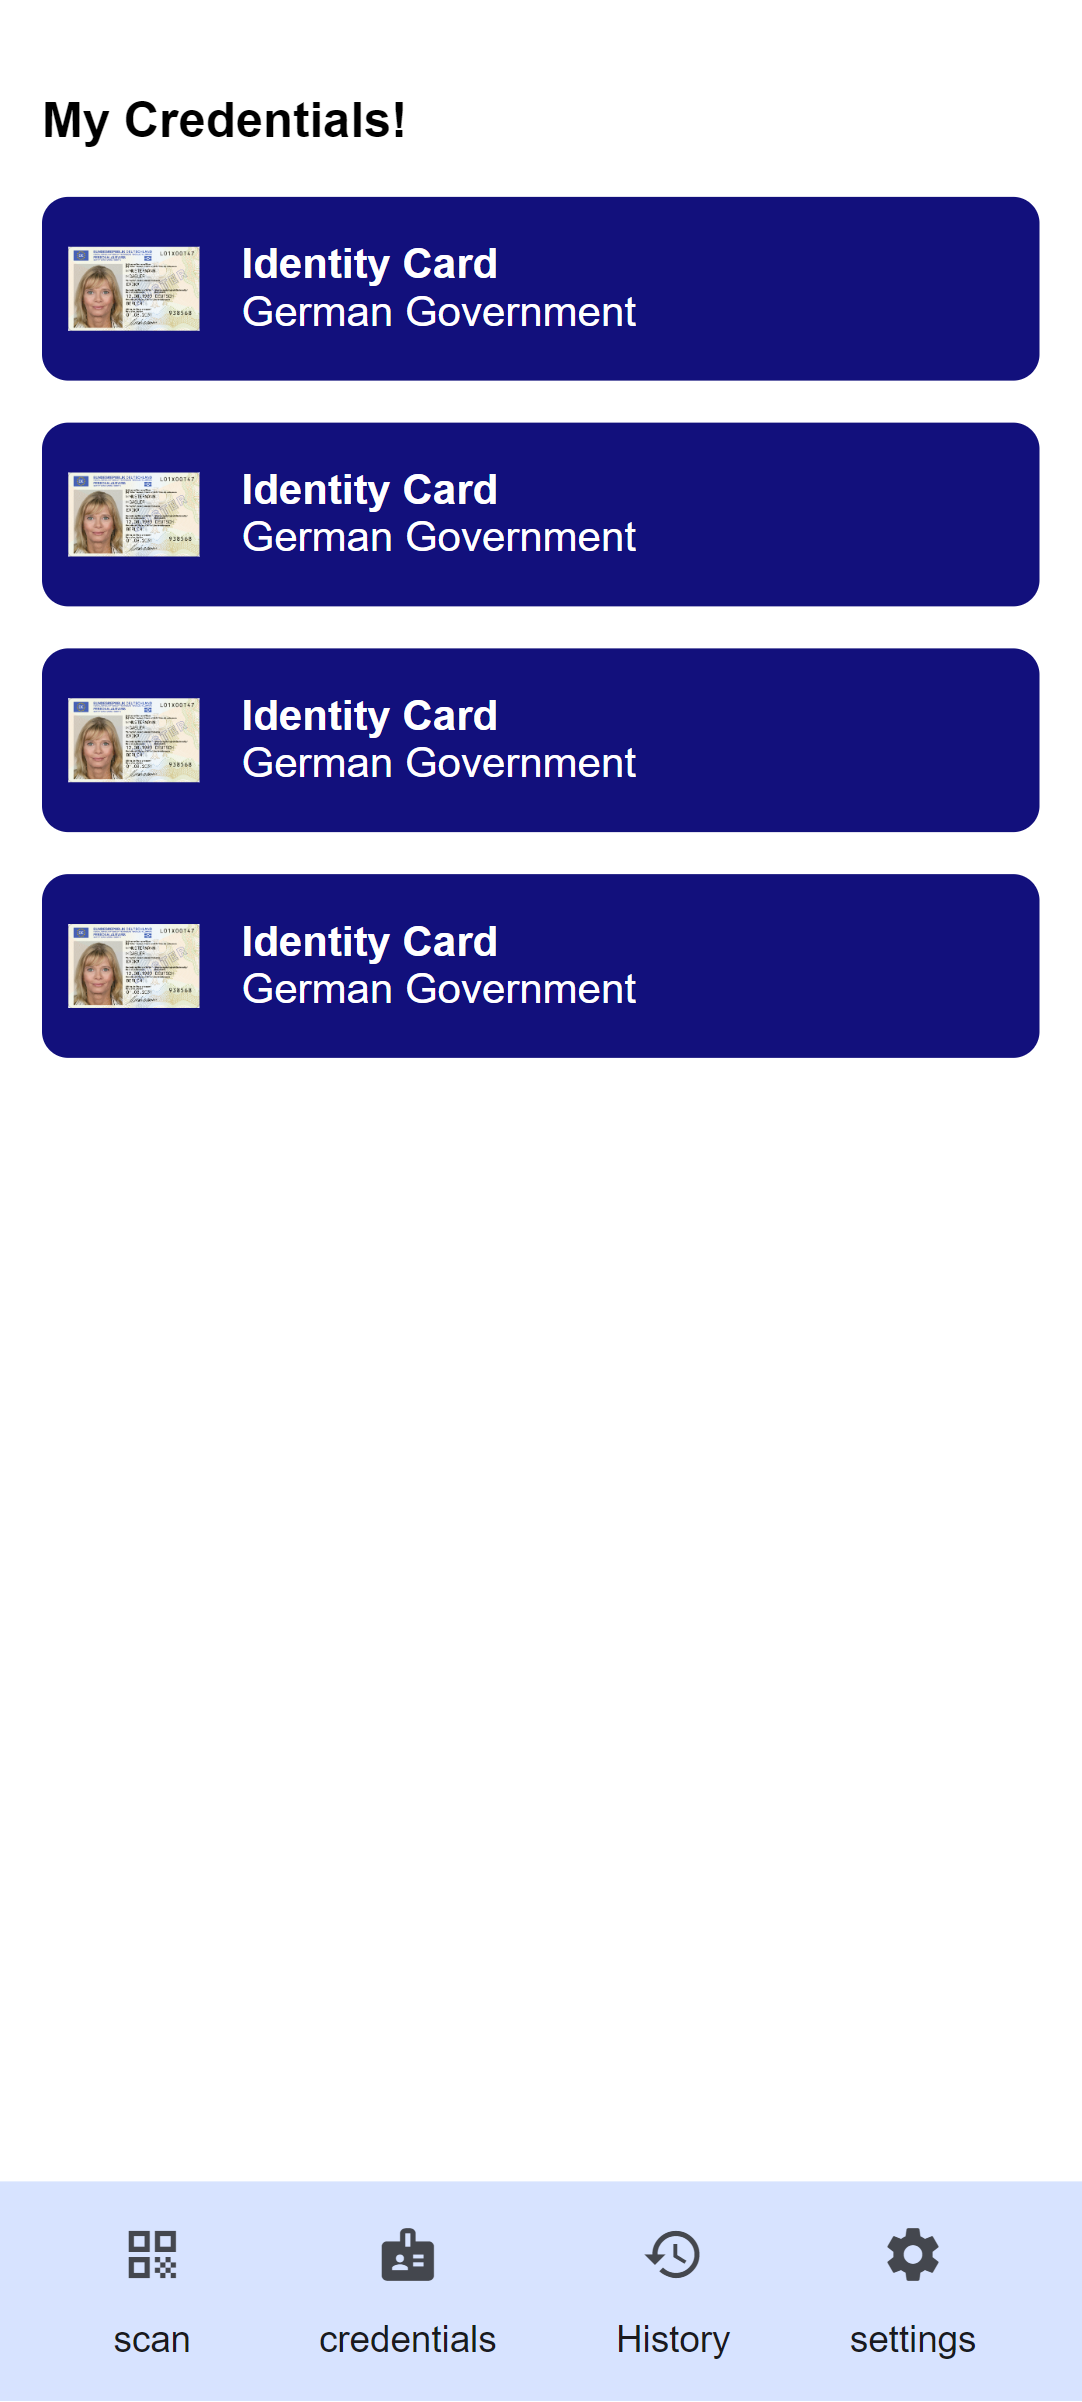 My Credentials!
Identity Card
German Government
Identity Card
German Government
Identity Card
German Government
Identity Card
German Government
scan
credentials
History
settings